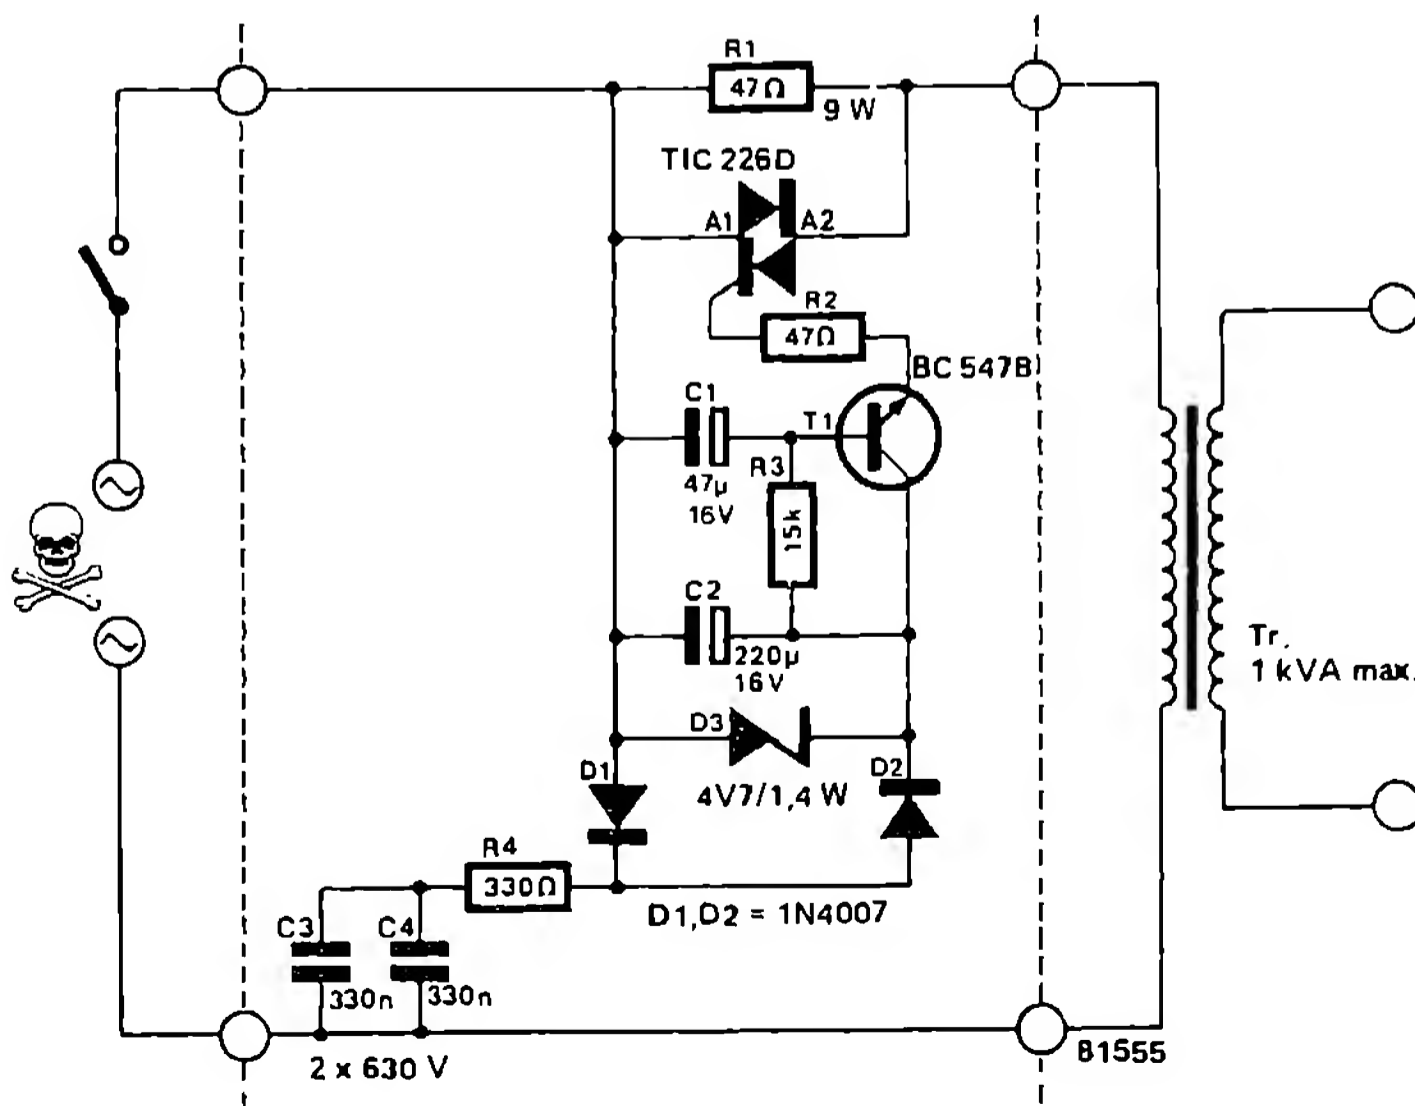 R1
47Ω
9 W
TIC 226D
A1
A2
R2
47Ω
BC 547B
C1
T1
R3
47µ
16V
15k
C2
220µ
16V
Tr.
1 kVA max.
D3
D1
D2
4V7/1,4 W
R4
330Ω
D1,D2 = 1N4007
C3
C4
330n
330n
2 x 630 V
81555